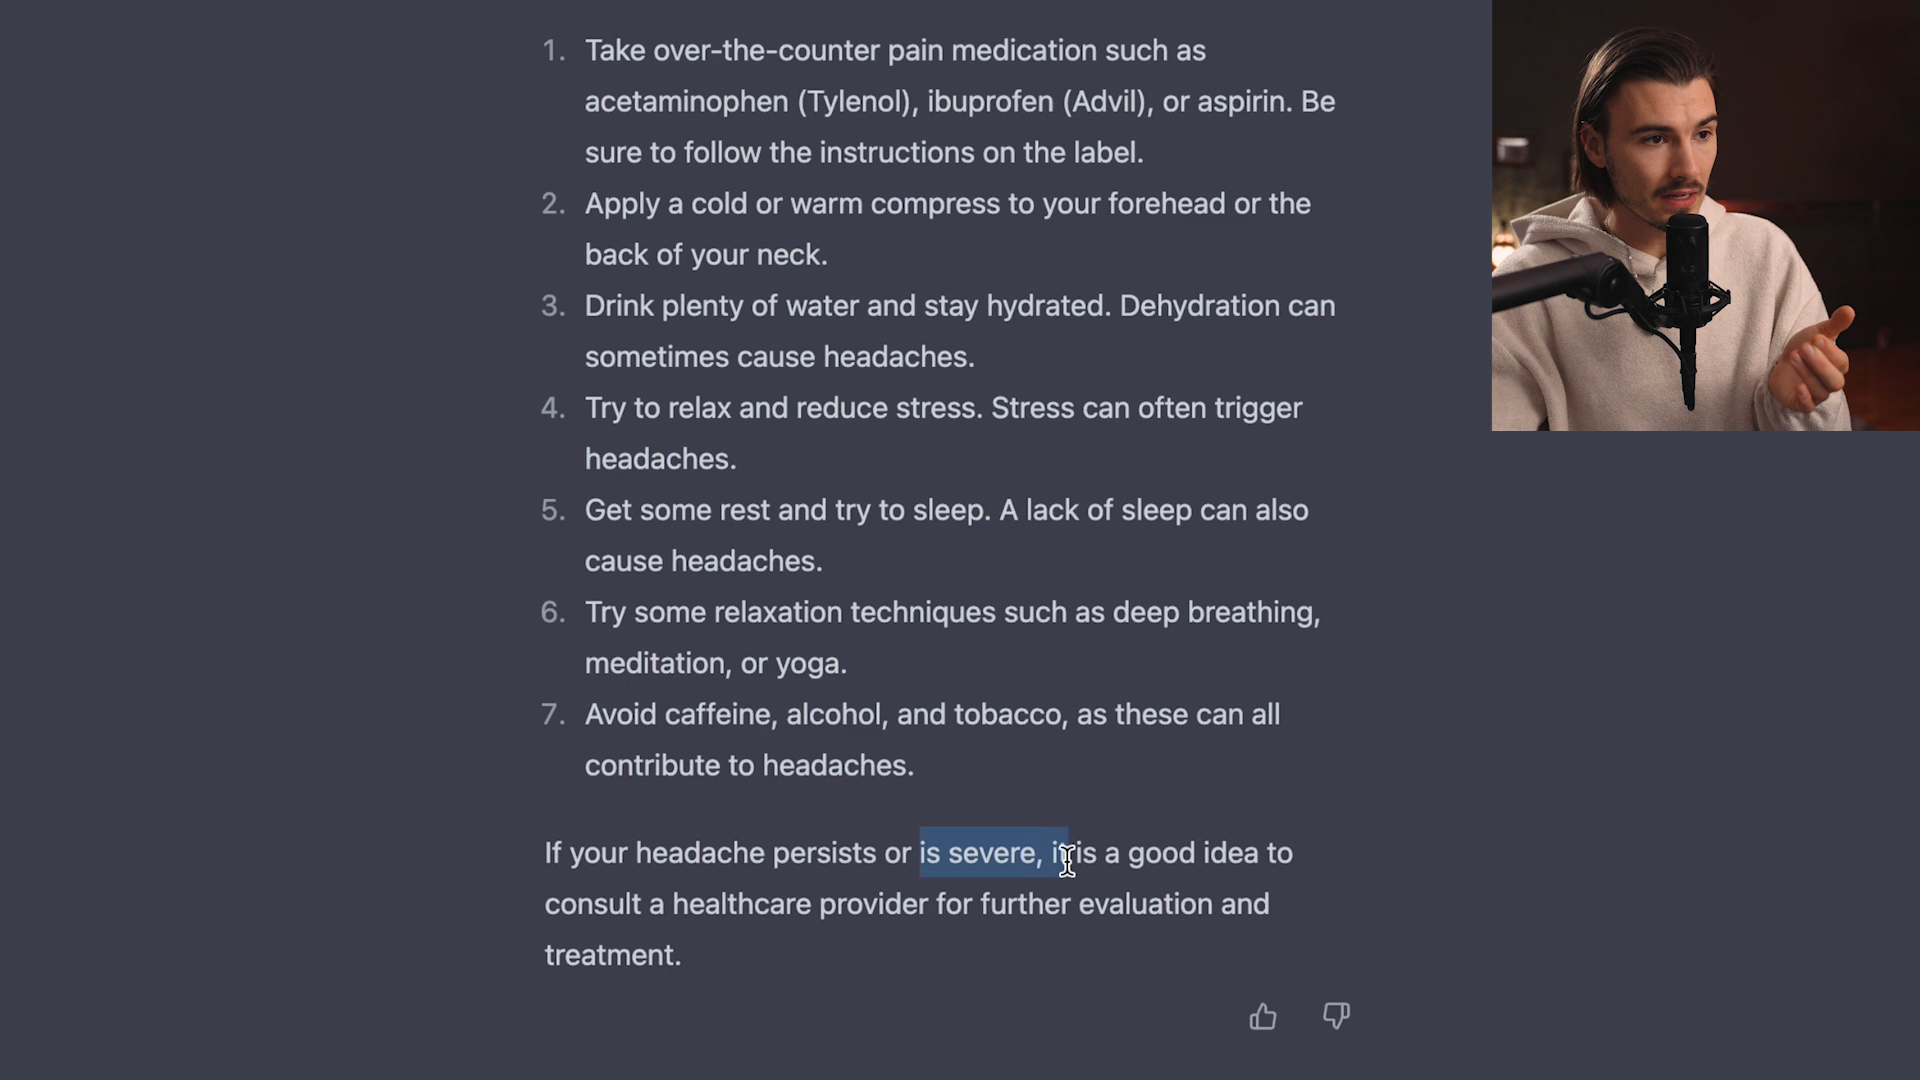 1. Take over-the-counter pain medication such as
acetaminophen (Tylenol), ibuprofen (Advil), or aspirin. Be
sure to follow the instructions on the label.
2. Apply a cold or warm compress to your forehead or the
back of your neck.
3. Drink plenty of water and stay hydrated. Dehydration can
sometimes cause headaches.
4. Try to relax and reduce stress. Stress can often trigger
headaches.
5. Get some rest and try to sleep. A lack of sleep can also
cause headaches.
6. Try some relaxation techniques such as deep breathing,
meditation, or yoga.
7. Avoid caffeine, alcohol, and tobacco, as these can all
contribute to headaches.
If your headache persists or is severe, it is a good idea to
consult a healthcare provider for further evaluation and
treatment.